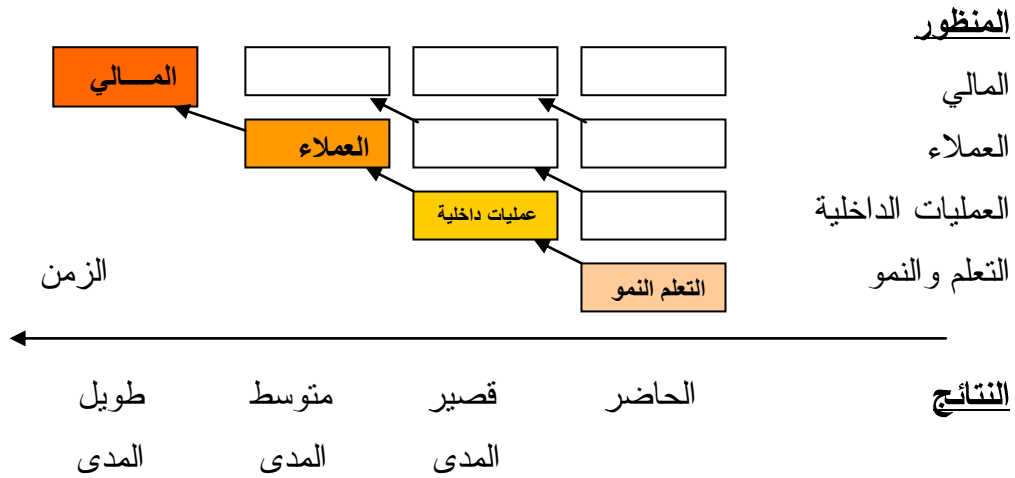 المنظور
المالي
المـــــالي
العملاء
العملاء
العمليات الداخلية
عمليات داخلية
التعلم والنمو
التعلم النمو
الزمن
النتائج
الحاضر
قصير
متوسط
طويل
المدى
المدى
المدى